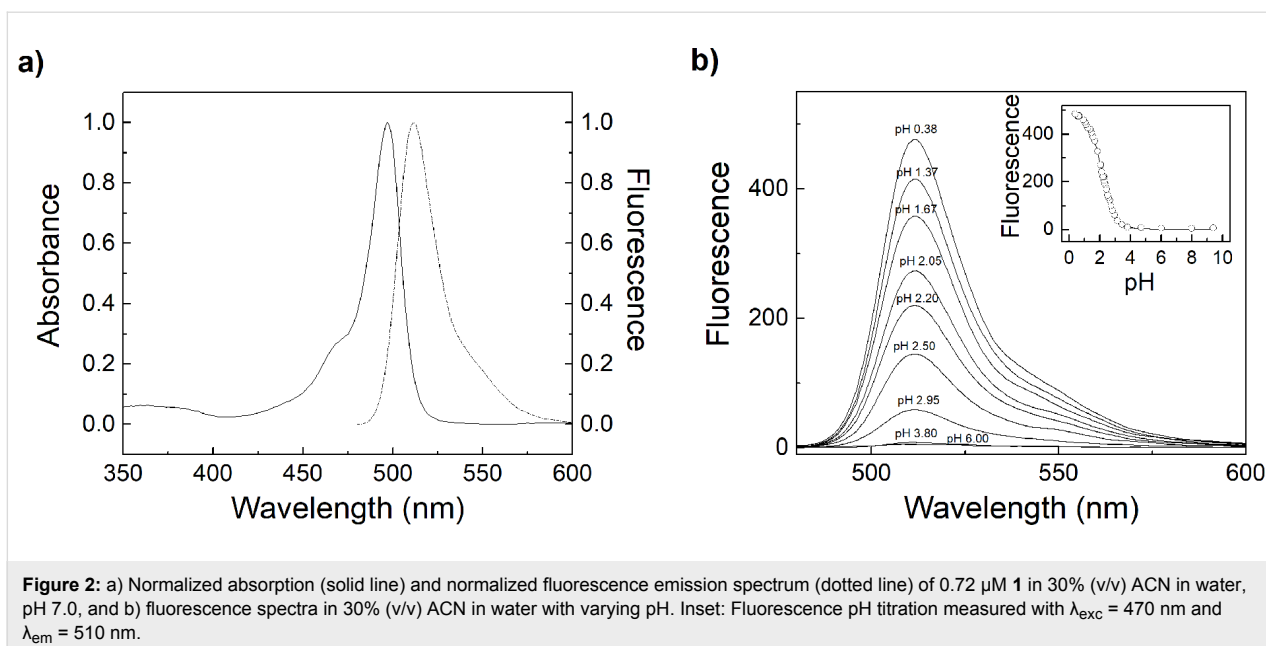 a)
b)
1.0
0.8
0.6
0.4
0.2
0.0
Absorbance
1.0
0.8
0.6
0.4
0.2
0.0
Fluorescence
350 400 450 500 550 600
Wavelength (nm)
400
200
0
Fluorescence
pH 0.38
pH 1.37
pH 1.67
pH 2.05
pH 2.20
pH 2.50
pH 2.95
pH 3.80
pH 6.00
500 550 600
Wavelength (nm)
400
200
0
Fluorescence
0 2 4 6 8 10
pH
Figure 2: a) Normalized absorption (solid line) and normalized fluorescence emission spectrum (dotted line) of 0.72 µM 1 in 30% (v/v) ACN in water,
pH 7.0, and b) fluorescence spectra in 30% (v/v) ACN in water with varying pH. Inset: Fluorescence pH titration measured with λexc = 470 nm and
λem = 510 nm.